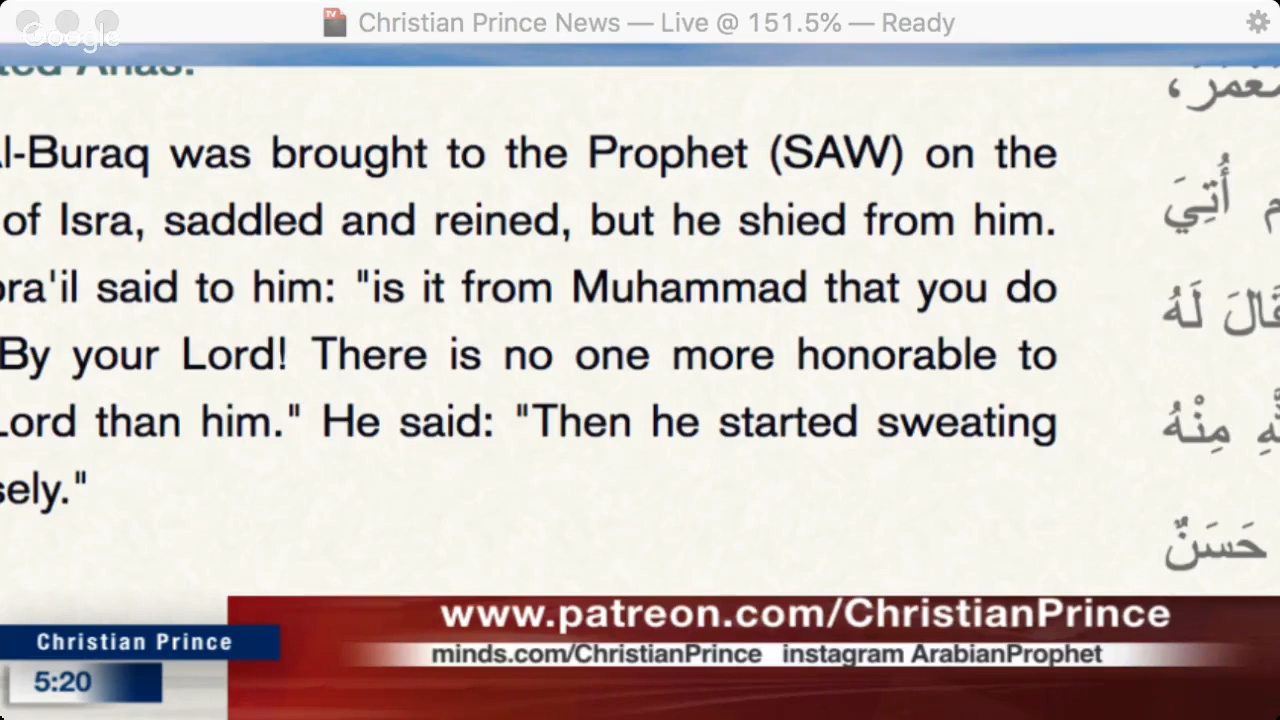 Christian Prince News — Live @ 151.5% — Ready
Google
Anas.
l-Buraq was brought to the Prophet (SAW) on the
of Isra, saddled and reined, but he shied from him.
ra'il said to him: "is it from Muhammad that you do
By your Lord! There is no one more honorable to
Lord than him." He said: "Then he started sweating
sely."
مَعْمَرٌ،
أُتِيَ
قَالَ لَهُ
مِنْهُ
حَسَنٌ
www.patreon.com/ChristianPrince
Christian Prince
minds.com/ChristianPrince instagram ArabianProphet
5:20